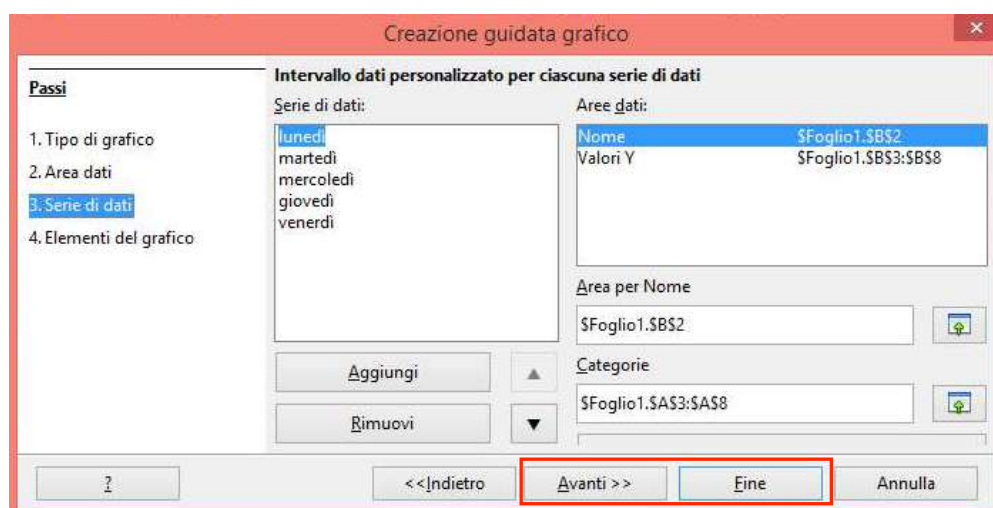 Creazione guidata grafico
Passi
1. Tipo di grafico
2. Area dati
3. Serie di dati
4. Elementi del grafico
Intervallo dati personalizzato per ciascuna serie di dati
Serie di dati:
lunedì
martedì
mercoledì
giovedì
venerdì
Aggiungi
Rimuovi
Aree dati:
Nome $Foglio1.$B$2
Valori Y $Foglio1.$B$3:$B$8
Area per Nome
$Foglio1.$B$2
Categorie
$Foglio1.$A$3:$A$8
? <<Indietro Avanti >> Fine Annulla